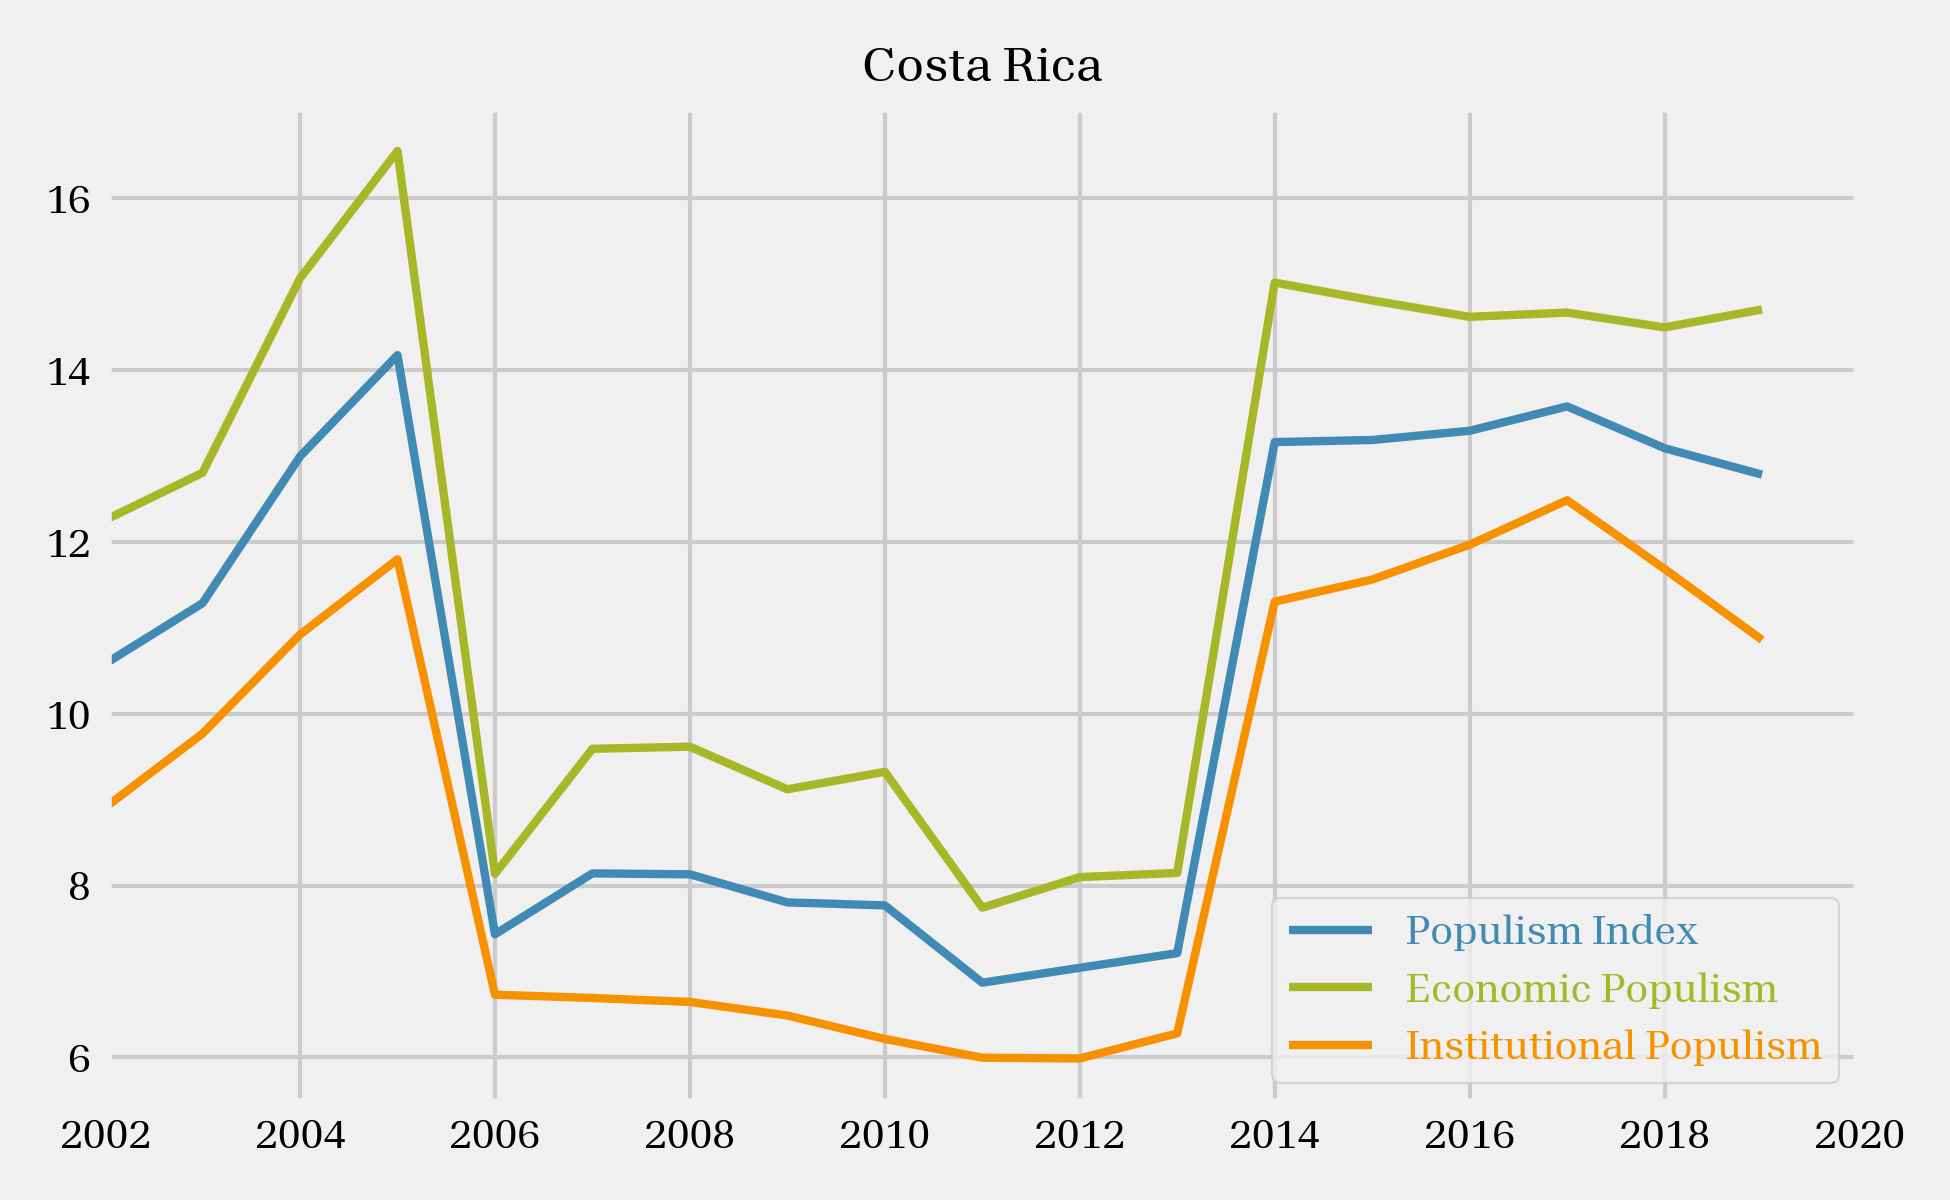 Costa Rica
16
14
12
10
8
6
Populism Index
Economic Populism
Institutional Populism
2002 2004 2006 2008 2010 2012 2014 2016 2018 2020